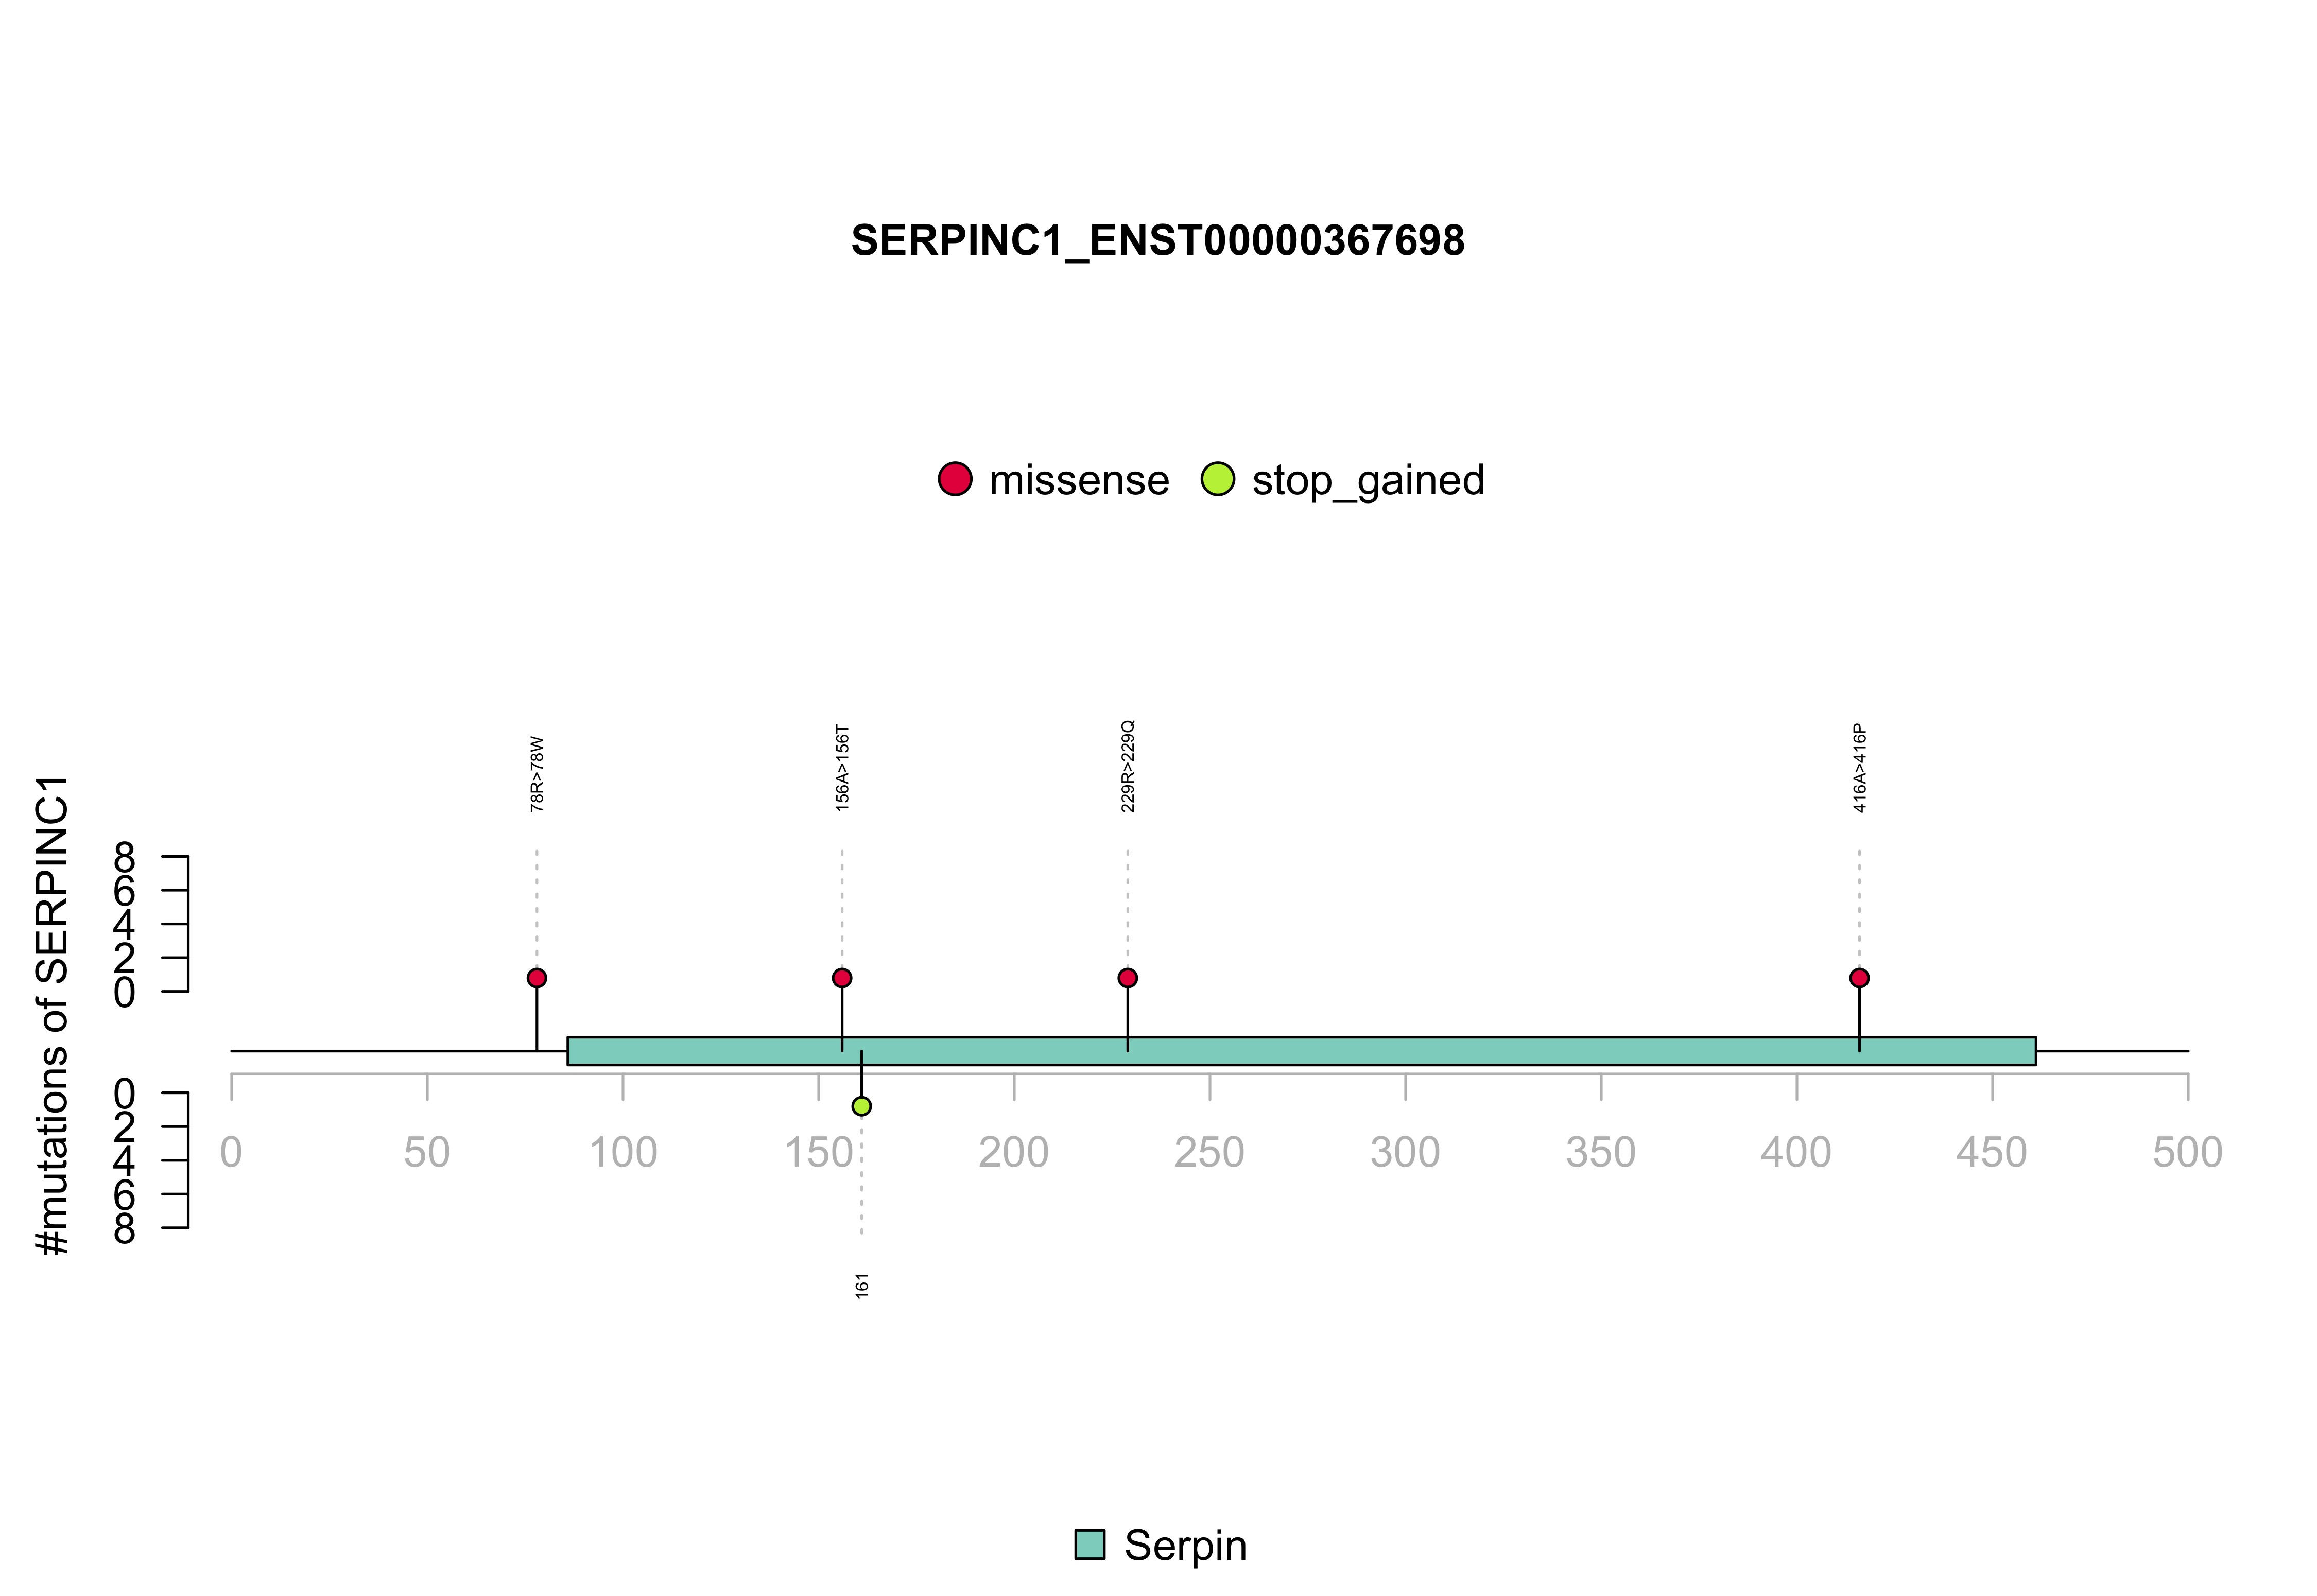 SERPINC1_ENST00000367698
missense stop_gained
78R>78W 156A>156T 229R>229Q 416A>416P
#mutations of SERPINC1
8
6
4
2
0
0
2
4
6
8
0 50 100 150 200 250 300 350 400 450 500
161
Serpin